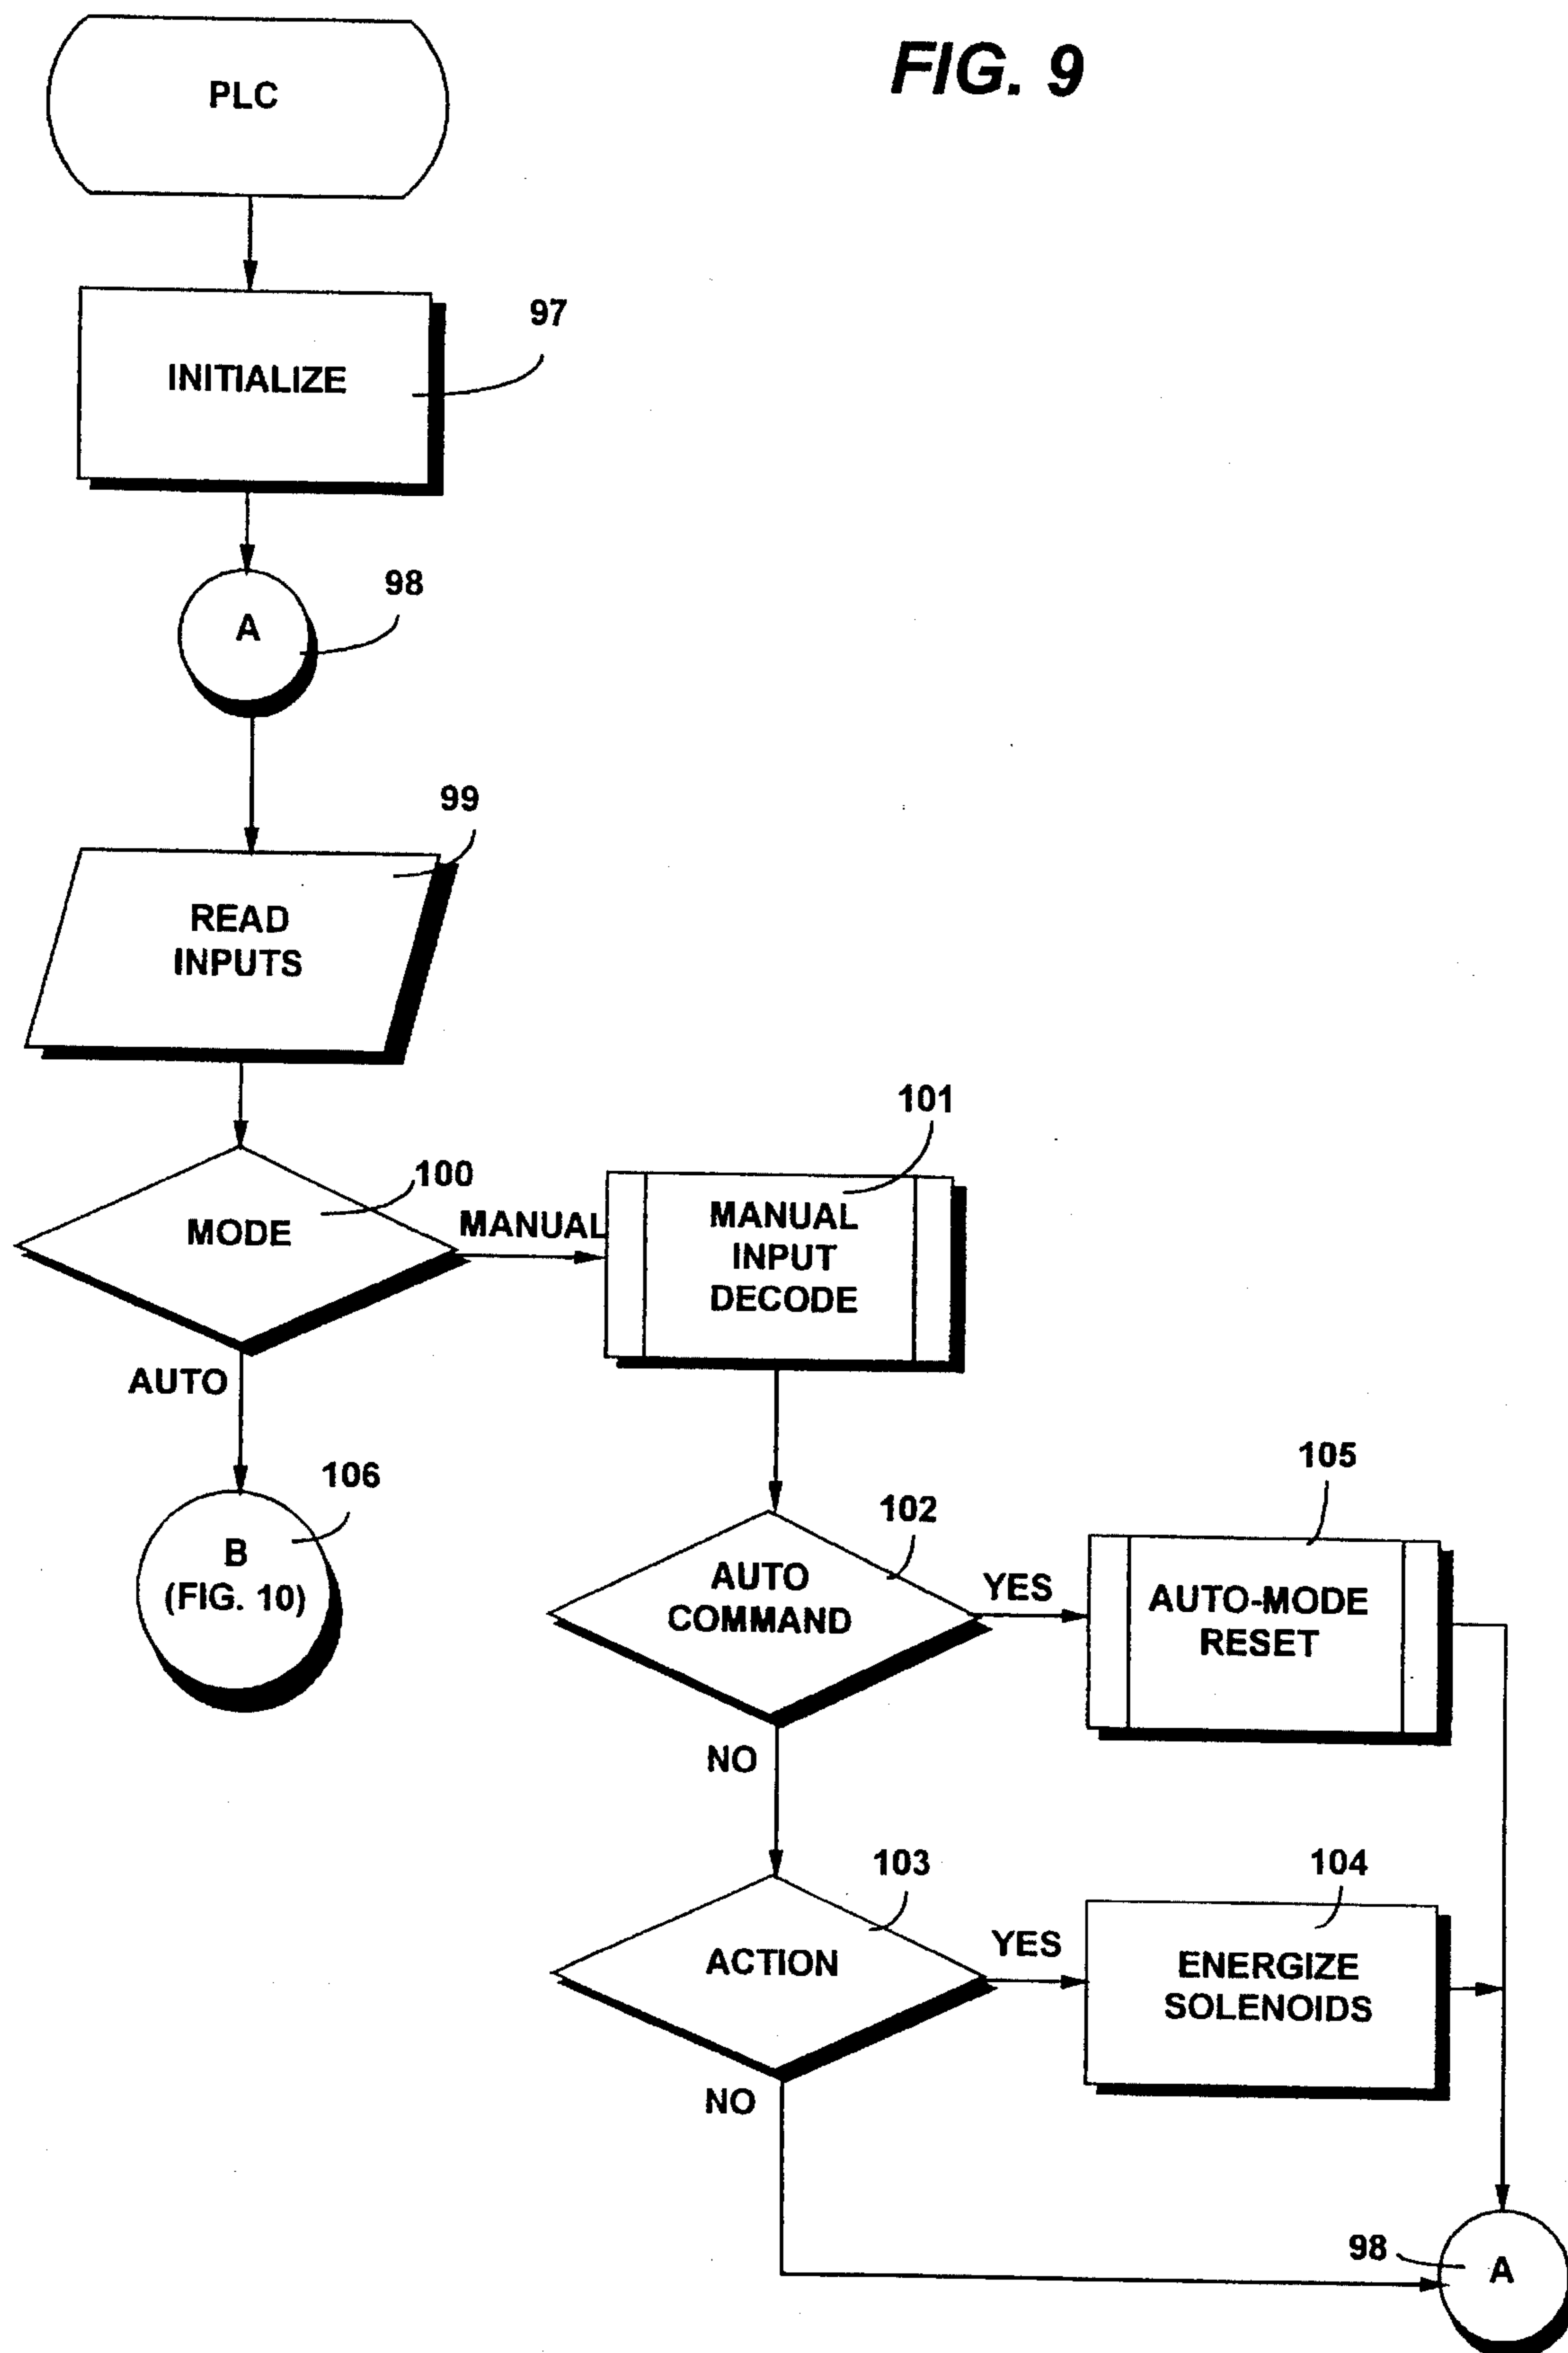 FIG. 9
PLC
97
INITIALIZE
98
A
99
READ
INPUTS
100
MODE
MANUAL
101
MANUAL
INPUT
DECODE
AUTO
106
B
(FIG. 10)
102
AUTO
COMMAND
YES
105
AUTO-MODE
RESET
NO
103
ACTION
YES
104
ENERGIZE
SOLENOIDS
NO
98
A